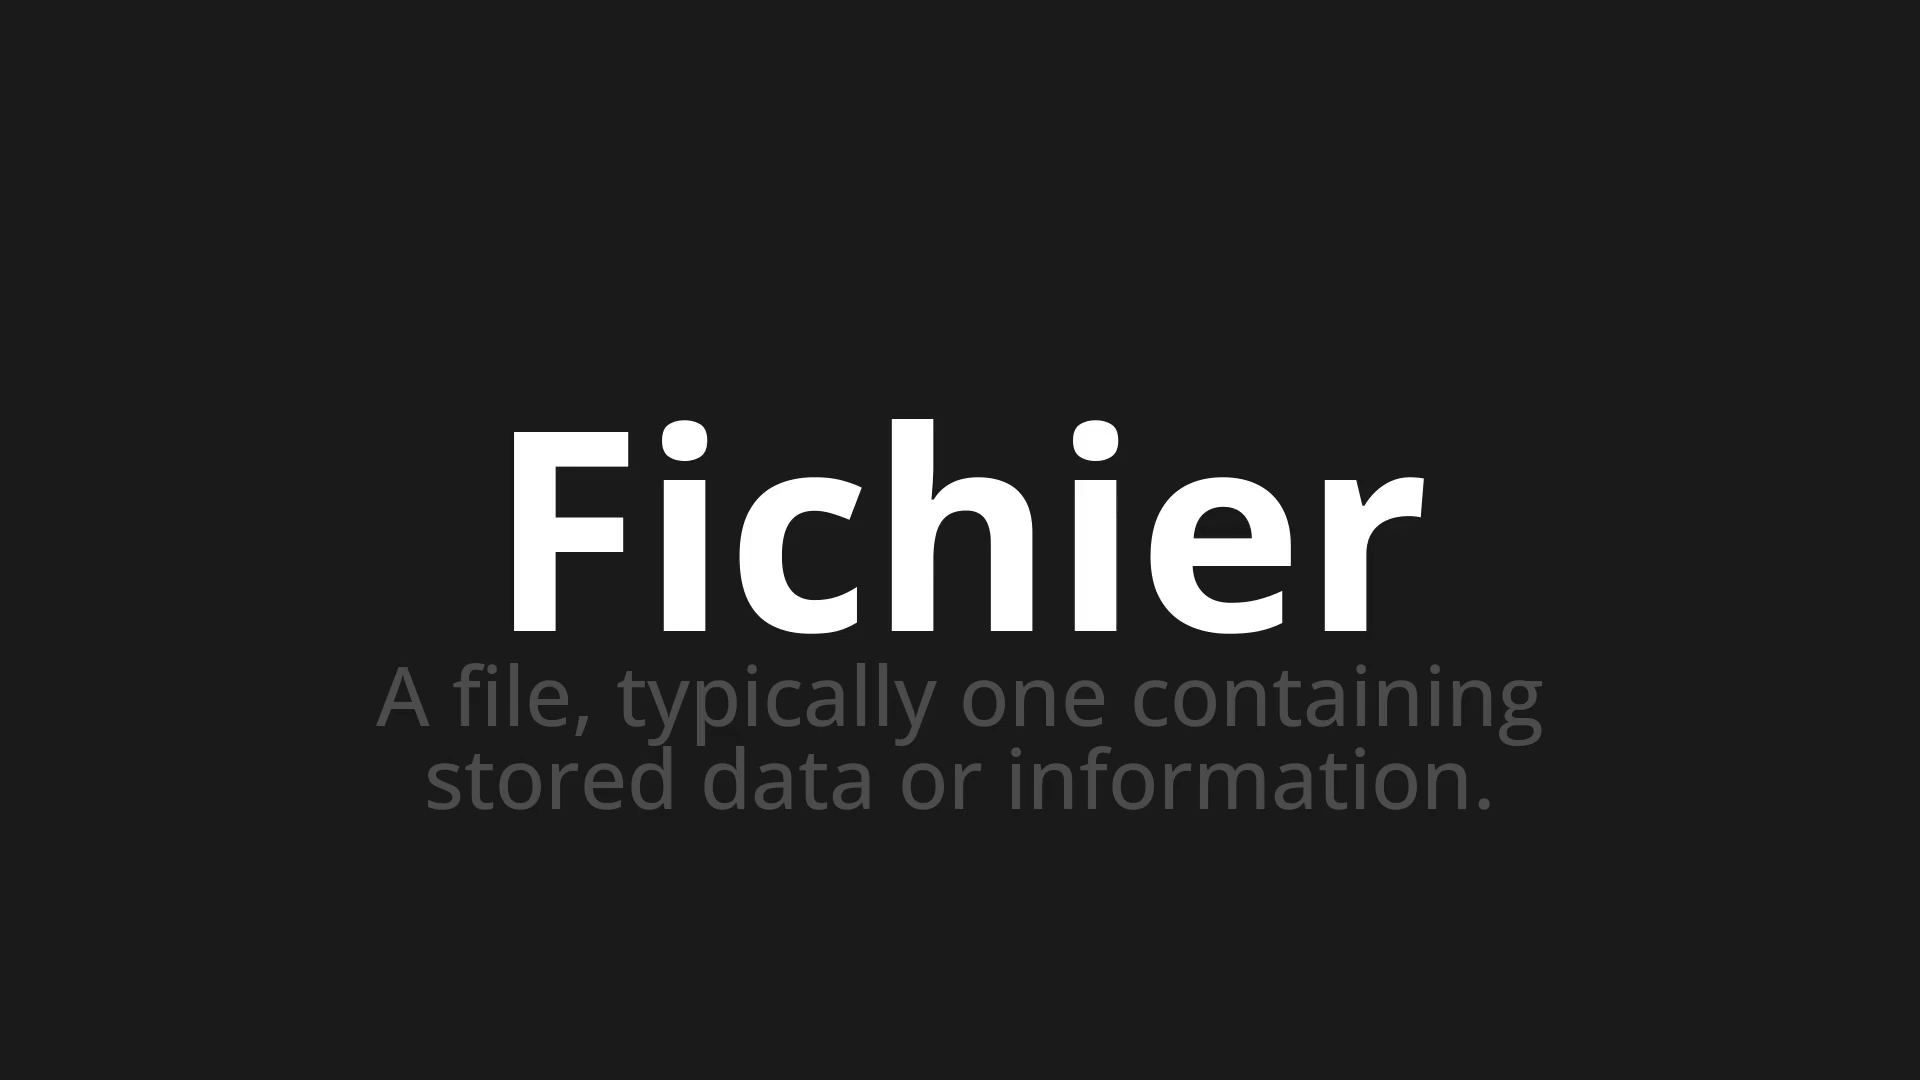 Fichier
A file, typically one containing
stored data or information.